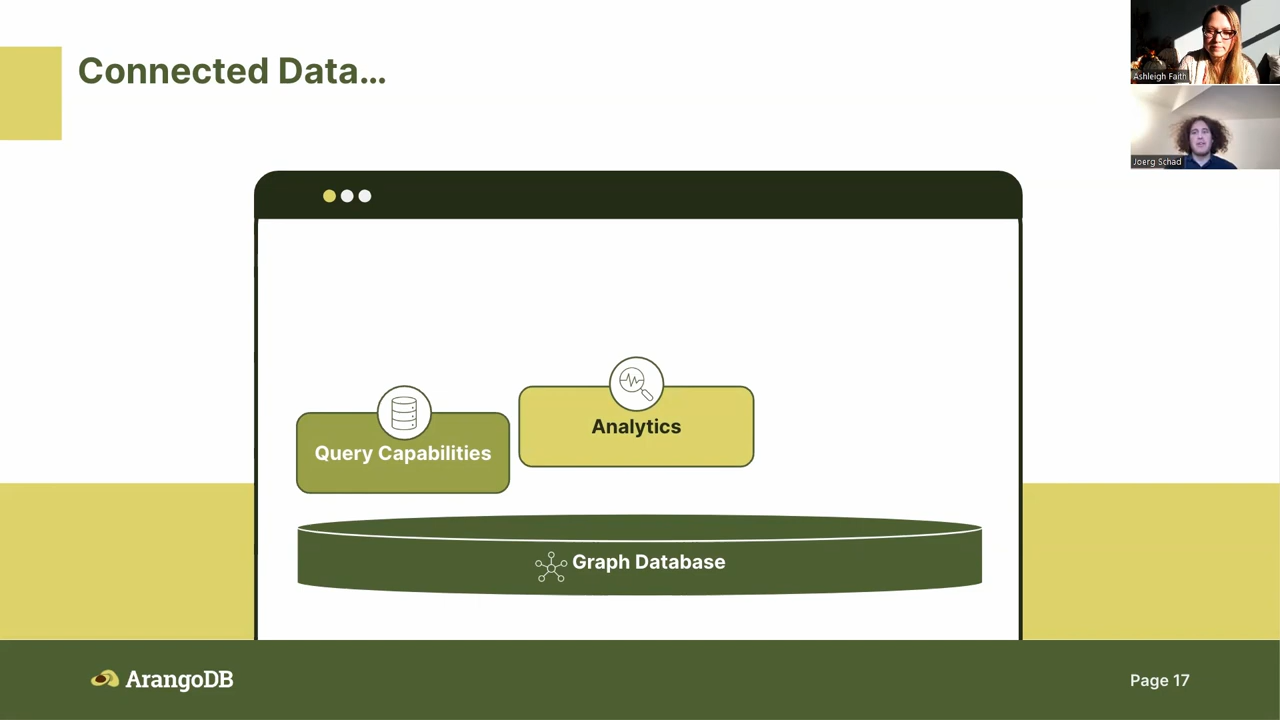 Connected Data...
Ashleigh Faith
Joerg Schad
Analytics
Query Capabilities
Graph Database
ArangoDB
Page 17